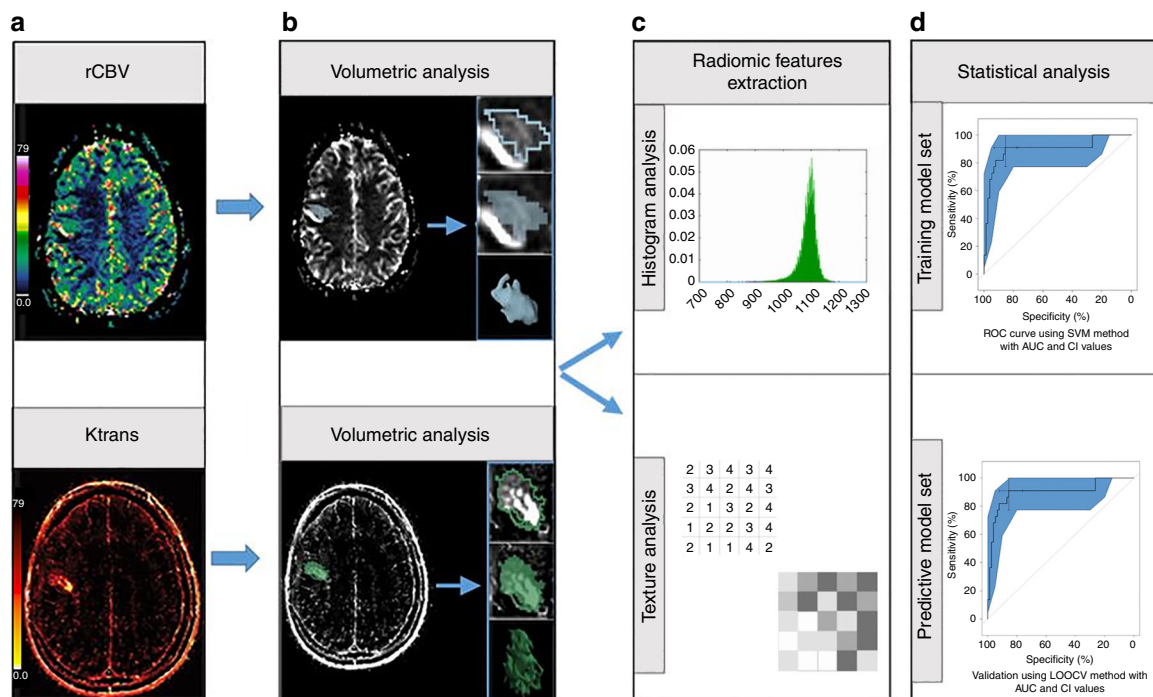 a
rCBV
79
0.0
Ktrans
79
0.0
b
Volumetric analysis
Volumetric analysis
c
Radiomic features
extraction
Histogram analysis
0.06
0.05
0.04
0.03
0.02
0.01
0
700
900
1000
1100
1200
1300
Texture analysis
2 3 4 3 4
3 4 2 4 3
2 1 3 2 4
1 2 2 3 4
2 1 1 4 2
d
Statistical analysis
Training model set
Sensitivity (%)
100
80
60
40
20
0
100 80 60 40 20 0
Specificity (%)
ROC curve using SVM method
with AUC and CI values
Predictive model set
Sensitivity (%)
100
80
60
40
20
0
100 80 60 40 20 0
Specificity (%)
Validation using LOOCV method with
AUC and CI values